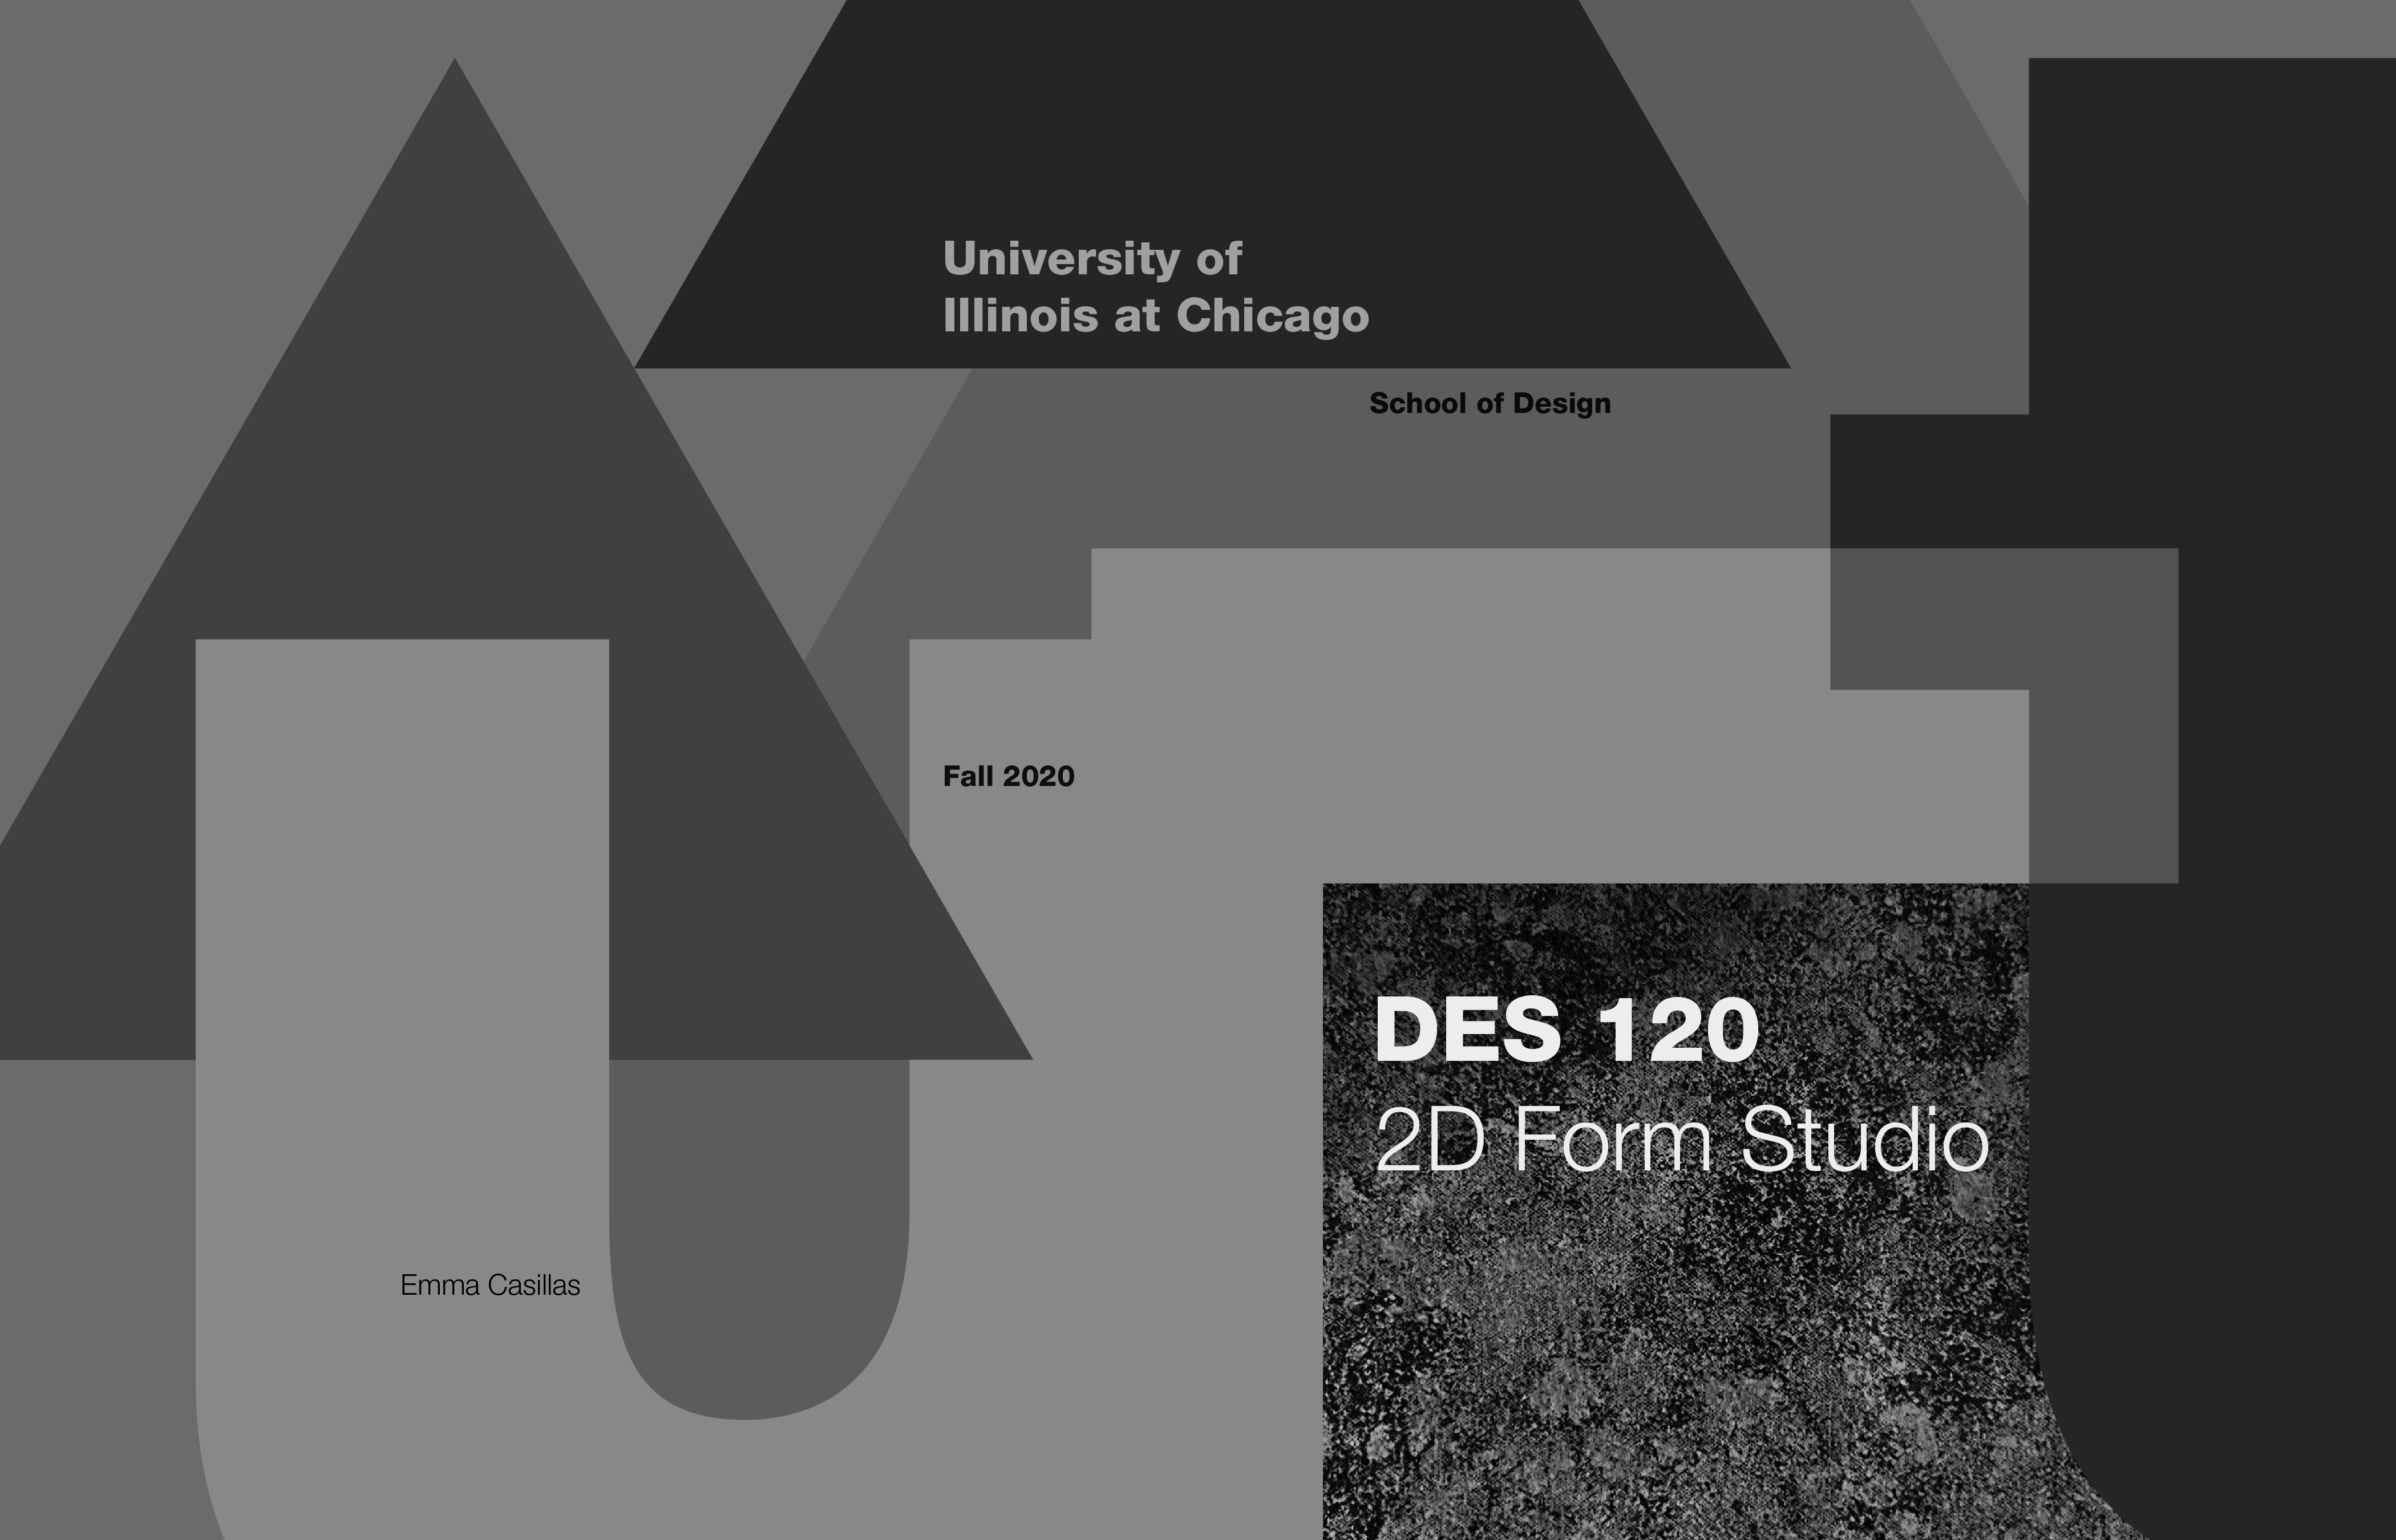 University of
Illinois at Chicago
School of Design
Fall 2020
DES 120
2D Form Studio
Emma Casillas